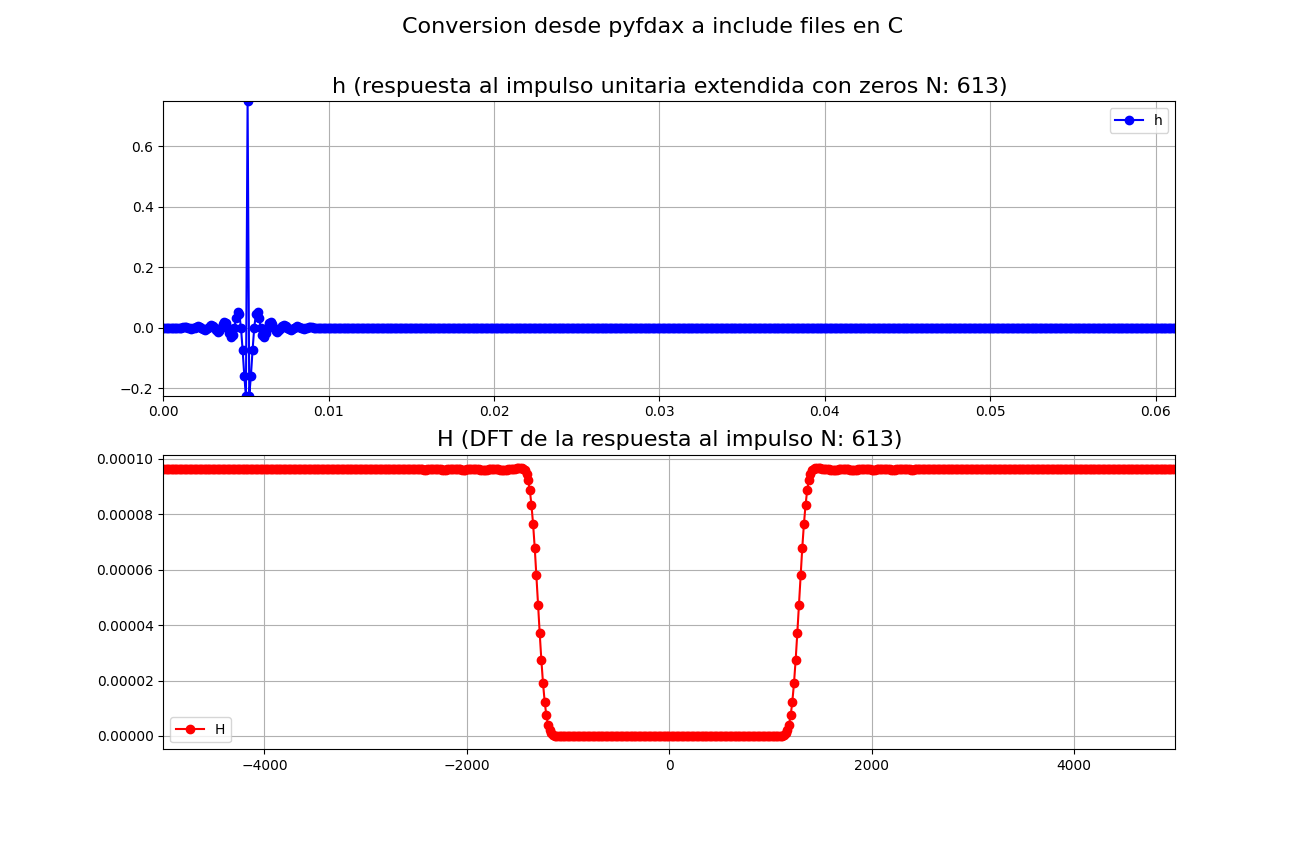 Conversion desde pyfdax a include files en C
h (respuesta al impulso unitaria extendida con zeros N: 613)
h
0.6
0.4
0.2
0.0
−0.2
0.00 0.01 0.02 0.03 0.04 0.05 0.06
H (DFT de la respuesta al impulso N: 613)
0.00010
0.00008
0.00006
0.00004
0.00002
0.00000
H
−4000 −2000 0 2000 4000